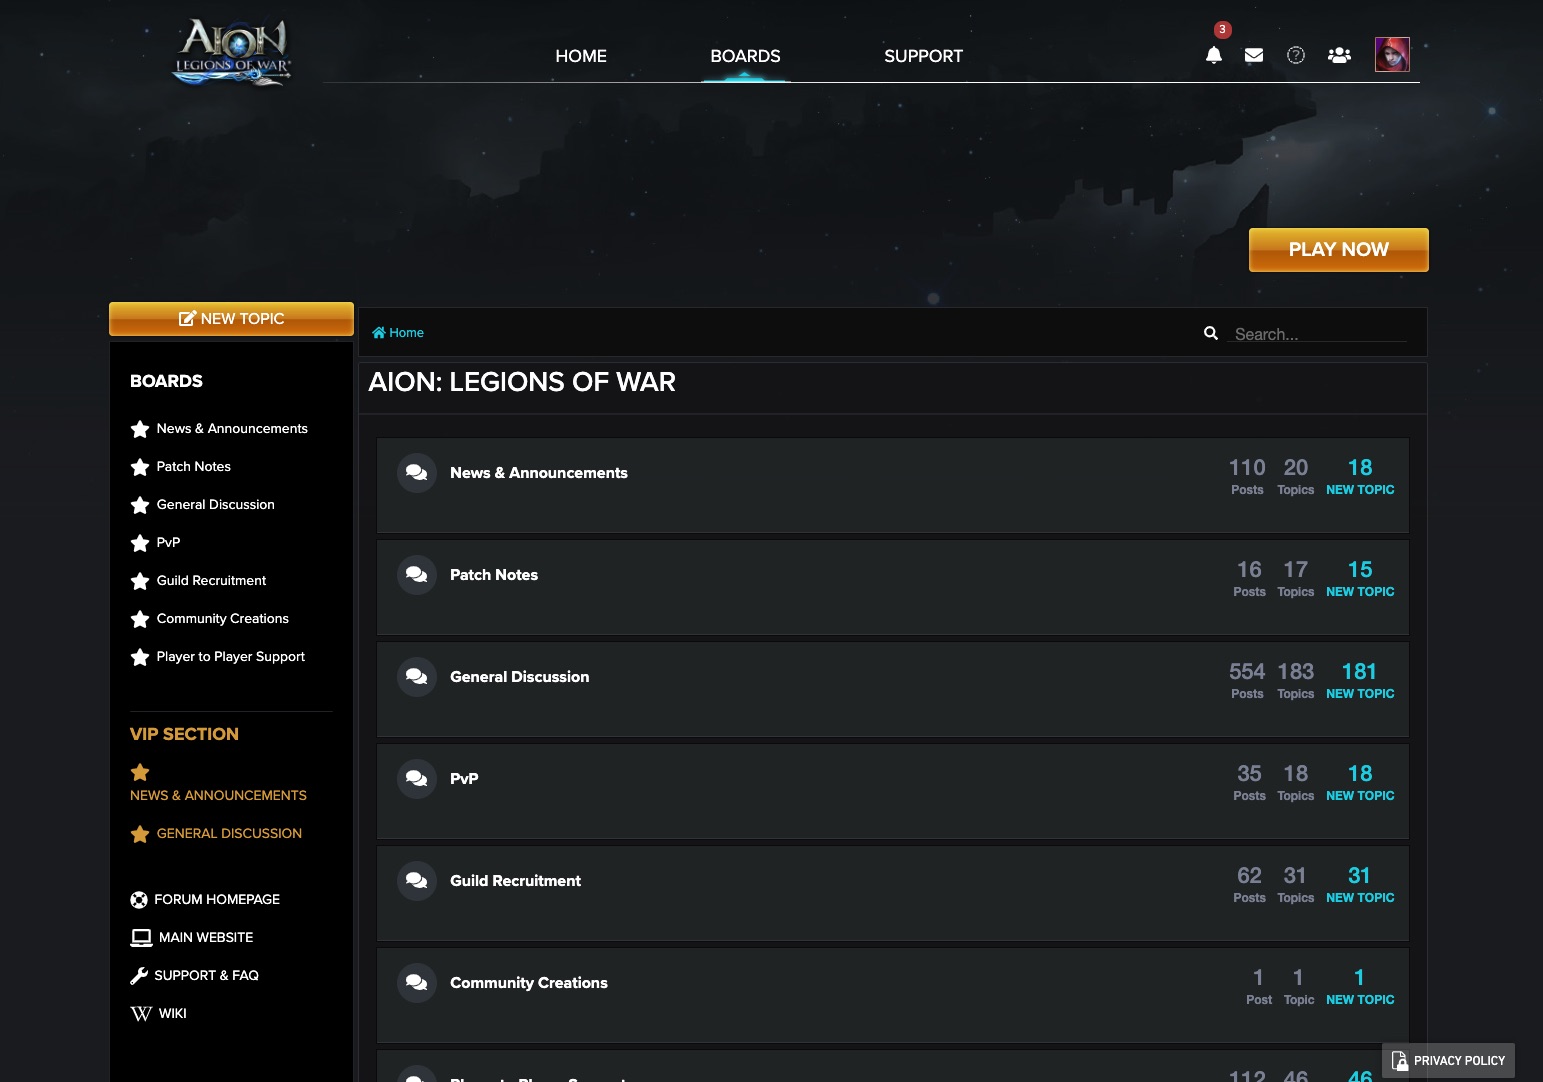 AION
LEGIONS OF WAR
HOME
BOARDS
SUPPORT
3
PLAY NOW
NEW TOPIC
Home
Search...
BOARDS
News & Announcements
Patch Notes
General Discussion
PvP
Guild Recruitment
Community Creations
Player to Player Support
VIP SECTION
NEWS & ANNOUNCEMENTS
GENERAL DISCUSSION
FORUM HOMEPAGE
MAIN WEBSITE
SUPPORT & FAQ
WIKI
AION: LEGIONS OF WAR
News & Announcements
110 20 18
Posts Topics NEW TOPIC
Patch Notes
16 17 15
Posts Topics NEW TOPIC
General Discussion
554 183 181
Posts Topics NEW TOPIC
PvP
35 18 18
Posts Topics NEW TOPIC
Guild Recruitment
62 31 31
Posts Topics NEW TOPIC
Community Creations
1 1 1
Post Topic NEW TOPIC
Player to Player Support
112 46 46
PRIVACY POLICY